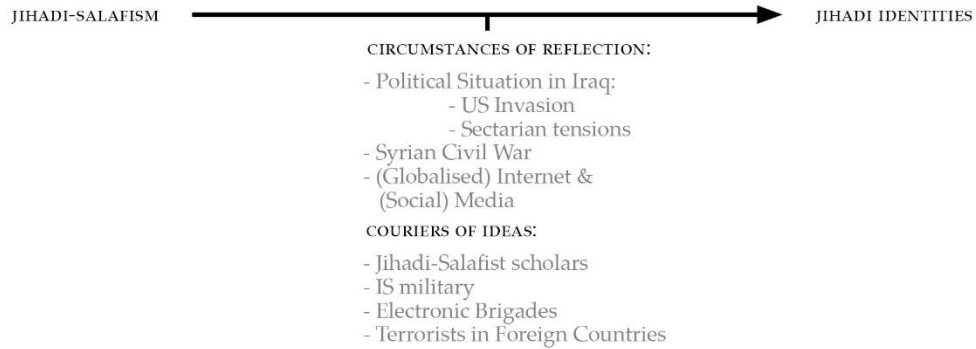 JIHADI-SALAFISM
JIHADI IDENTITIES
CIRCUMSTANCES OF REFLECTION:
- Political Situation in Iraq:
- US Invasion
- Sectarian tensions
- Syrian Civil War
- (Globalised) Internet &
(Social) Media
COURIERS OF IDEAS:
- Jihadi-Salafist scholars
- IS military
- Electronic Brigades
- Terrorists in Foreign Countries